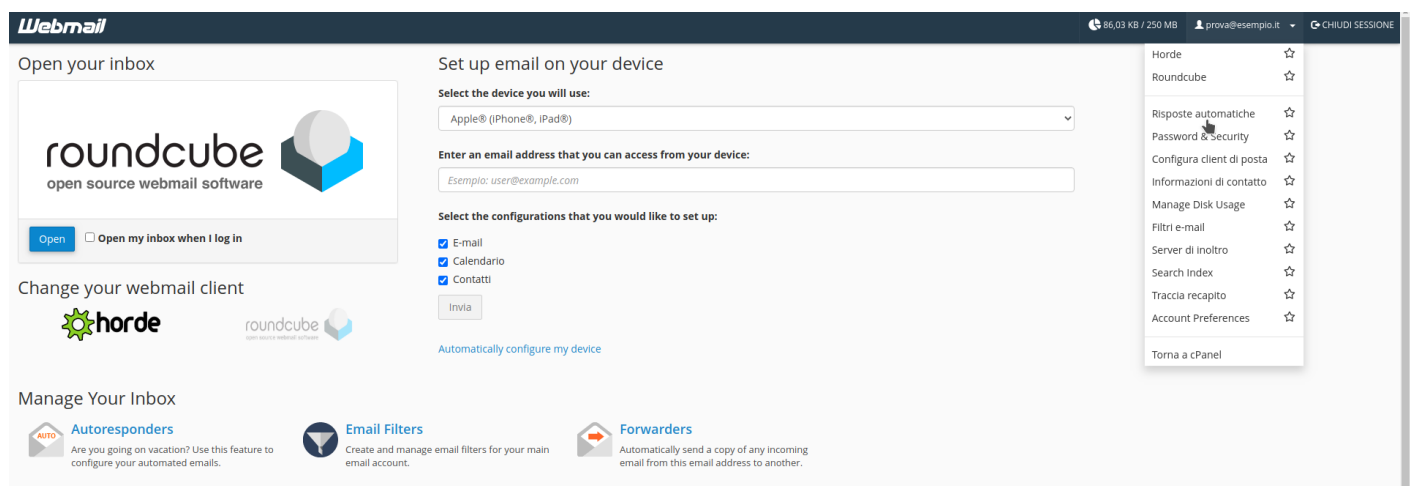 Webmail
86,03 KB / 250 MB
prova@esempio.it
CHIUDI SESSIONE
Open your inbox
roundcube
open source webmail software
Open
Open my inbox when I log in
Change your webmail client
horde
roundcube
open source webmail software
Set up email on your device
Select the device you will use:
Apple® (iPhone®, iPad®)
Enter an email address that you can access from your device:
Esempio: user@example.com
Select the configurations that you would like to set up:
E-mail
Calendario
Contatti
Invia
Automatically configure my device
Horde
Roundcube
Risposte automatiche
Password & Security
Configura client di posta
Informazioni di contatto
Manage Disk Usage
Filtri e-mail
Server di inoltro
Search Index
Traccia recapito
Account Preferences
Torna a cPanel
Manage Your Inbox
AUTO
Autoresponders
Are you going on vacation? Use this feature to
configure your automated emails.
Email Filters
Create and manage email filters for your main
email account.
Forwarders
Automatically send a copy of any incoming
email from this email address to another.